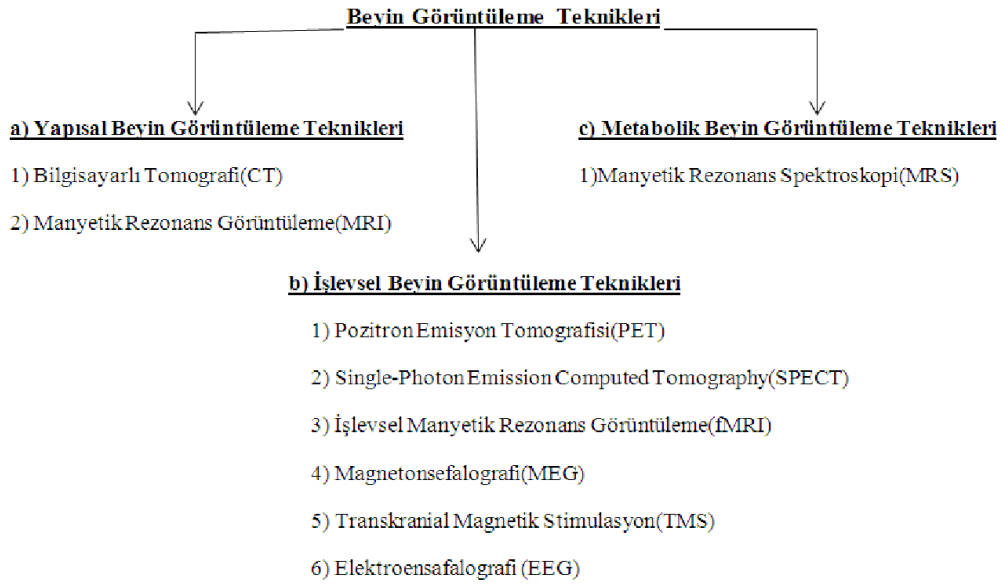 Beyin Görüntüleme Teknikleri
a) Yapısal Beyin Görüntüleme Teknikleri
1) Bilgisayarlı Tomografi(CT)
2) Manyetik Rezonans Görüntüleme(MRI)
c) Metabolik Beyin Görüntüleme Teknikleri
1)Manyetik Rezonans Spektroskopi(MRS)
b) İşlevsel Beyin Görüntüleme Teknikleri
1) Pozitron Emisyon Tomografisi(PET)
2) Single-Photon Emission Computed Tomography(SPECT)
3) İşlevsel Manyetik Rezonans Görüntüleme(fMRI)
4) Magnetonsefalografi(MEG)
5) Transkranial Magnetik Stimulasyon(TMS)
6) Elektroensafalografi (EEG)